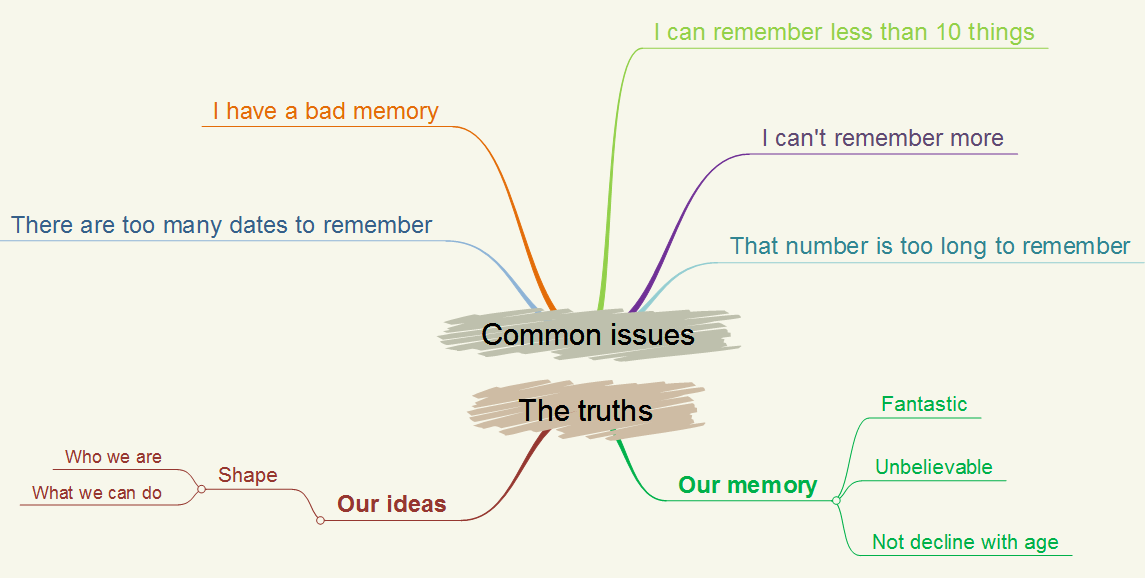 I can remember less than 10 things
I have a bad memory
I can't remember more
There are too many dates to remember
That number is too long to remember
Common issues
The truths
Fantastic
Who we are
Unbelievable
Shape
What we can do
Our memory
Our ideas
Not decline with age